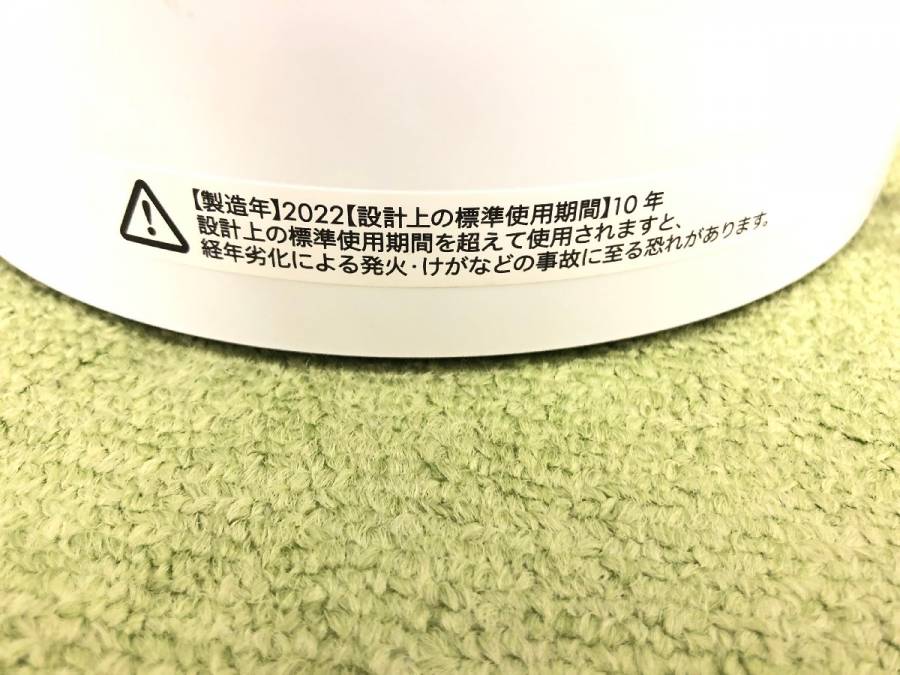 【製造年】2022【設計上の標準使用期間】10年
設計上の標準使用期間を超えて使用されますと、
経年劣化による発火・けがなどの事故に至る恐れがあります。